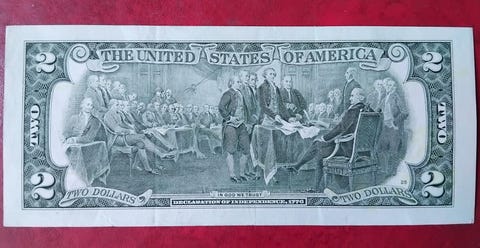 2 THE UNITED STATES OF AMERICA 2
TWO TWO
2 TWO DOLLARS IN GOD WE TRUST TWO DOLLARS 2
DECLARATION OF INDEPENDENCE, 1776